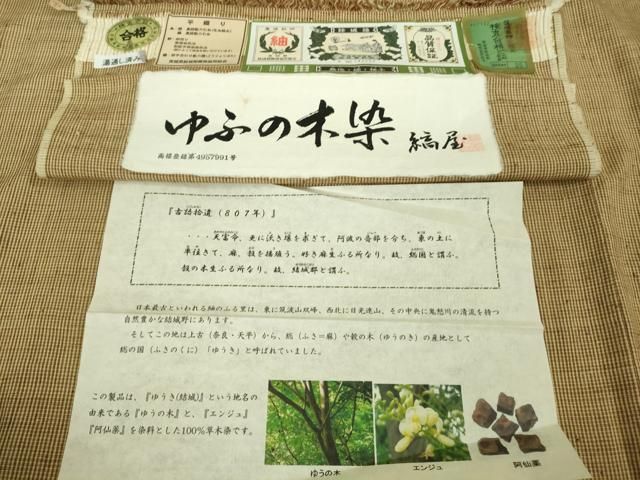 合格
湯通し済み
平織り
紬
品質保証
ゆふの木染
縞屋
商標登録第4957991号
『古語拾遺(807年)』
・・・天富命、更に沃き壌を求ぎて、阿波の斎部を分ち、東の土に
率往きて、麻、穀を播殖う。好き麻生ふる所なり。故、総国と謂ふ。
穀の木生ふる所なり。故、結城郡と謂ふ。
日本最古といわれる紬のふる里は、東に筑波山双峰、西北に日光連山、その中央に鬼怒川の清流を持つ
自然豊かな結城野にあります。
そしてこの地は上古(奈良・天平)から、総(ふさ=麻)や穀の木(ゆうのき)の産地として
総の国(ふさのくに)「ゆうき」と呼ばれていました。
この製品は、『ゆうき(結城)』という地名の
由来である『ゆうの木』と、『エンジュ』
『阿仙薬』を染料とした100%草木染です。
ゆうの木
エンジュ
阿仙薬